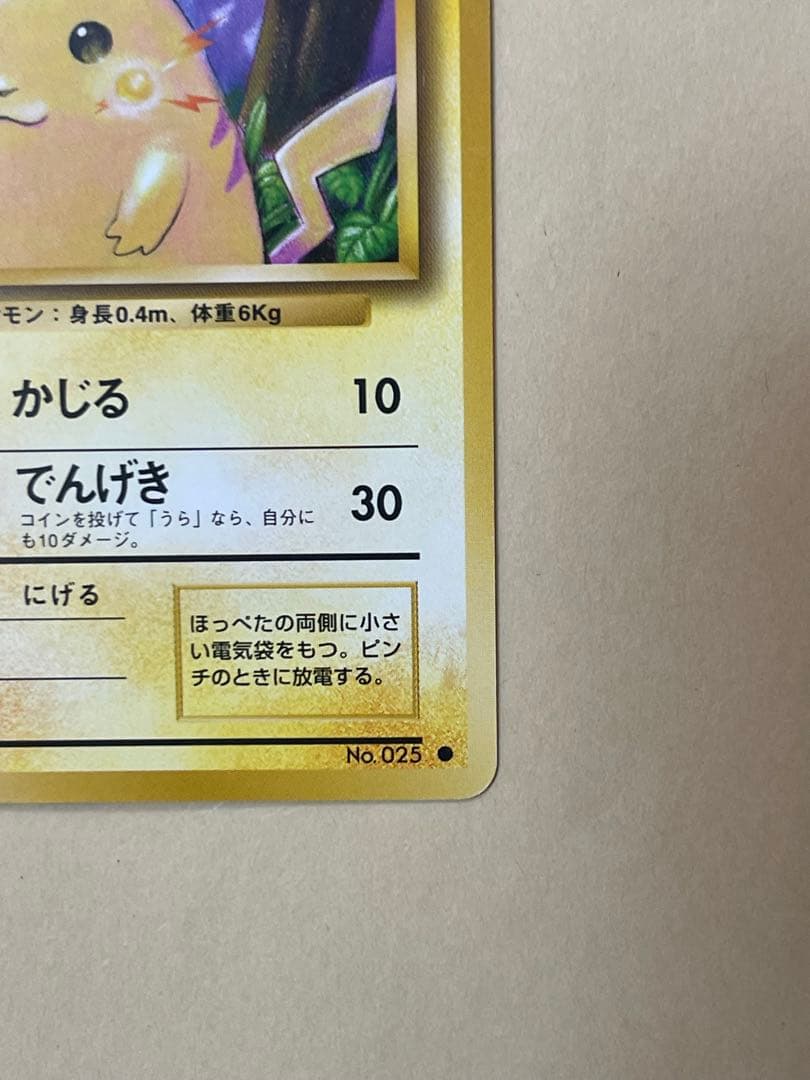 モン：身長0.4m、体重6Kg
かじる 10
でんげき 30
コインを投げて「うら」なら、自分に
も10ダメージ。
にげる
ほっぺたの両側に小さ
い電気袋をもつ。ピン
チのときに放電する。
No. 025 ●